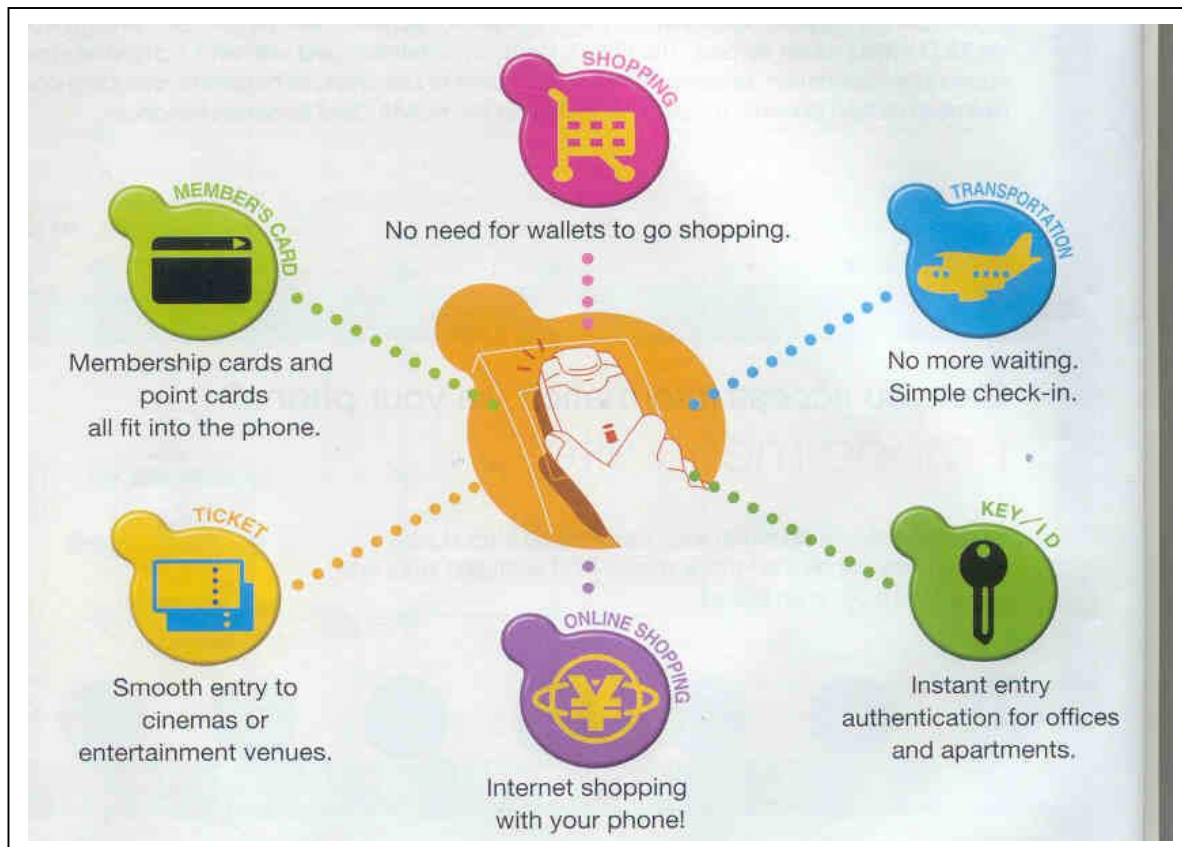 SHOPPING
No need for wallets to go shopping.
MEMBER'S CARD
Membership cards and
point cards
all fit into the phone.
TRANSPORTATION
No more waiting.
Simple check-in.
TICKET
Smooth entry to
cinemas or
entertainment venues.
ONLINE SHOPPING
¥
Internet shopping
with your phone!
KEY/ID
Instant entry
authentication for offices
and apartments.